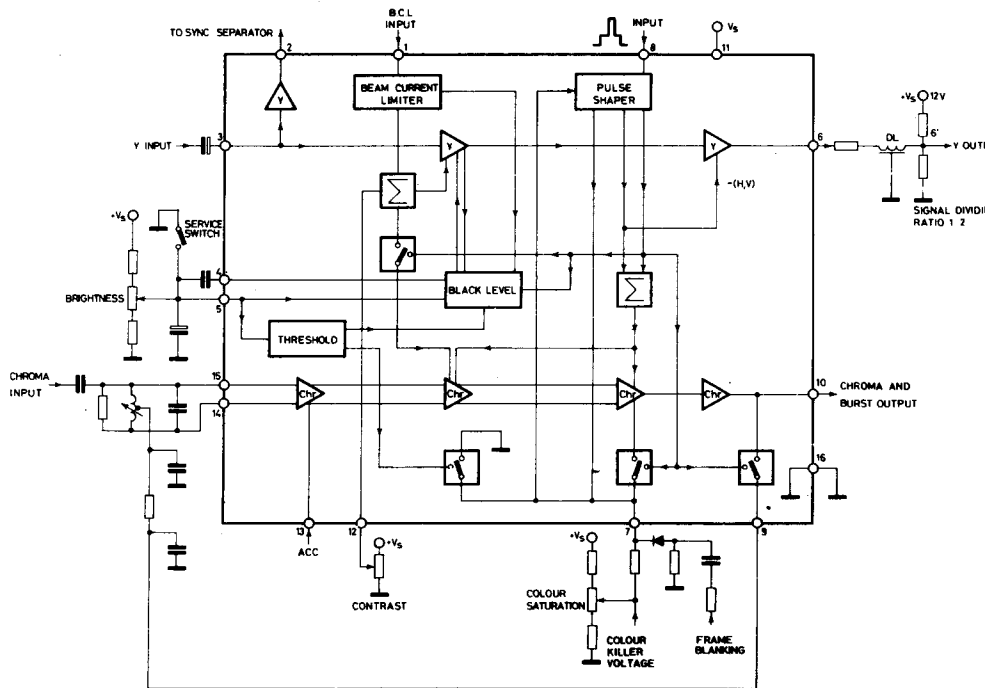 B.C.L
INPUT
INPUT
Vs
TO SYNC SEPARATOR
2
1
8
11
BEAM CURRENT
LIMITER
PULSE
SHAPER
Y
+Vs
12V
Y INPUT
3
Y
Y
6
DL
6'
Y OUT
-(H,V)
Σ
SIGNAL DIVIDI
RATIO 1 2
+Vs
SERVICE
SWITCH
4
BLACK LEVEL
Σ
BRIGHTNESS
5
THRESHOLD
CHROMA
INPUT
15
14
Chr
Chr
Chr
Chr
10
CHROMA AND
BURST OUTPUT
16
13
12
7
9
ACC
+Vs
+Vs
CONTRAST
COLOUR
SATURATION
COLOUR
KILLER
VOLTAGE
FRAME
BLANKING